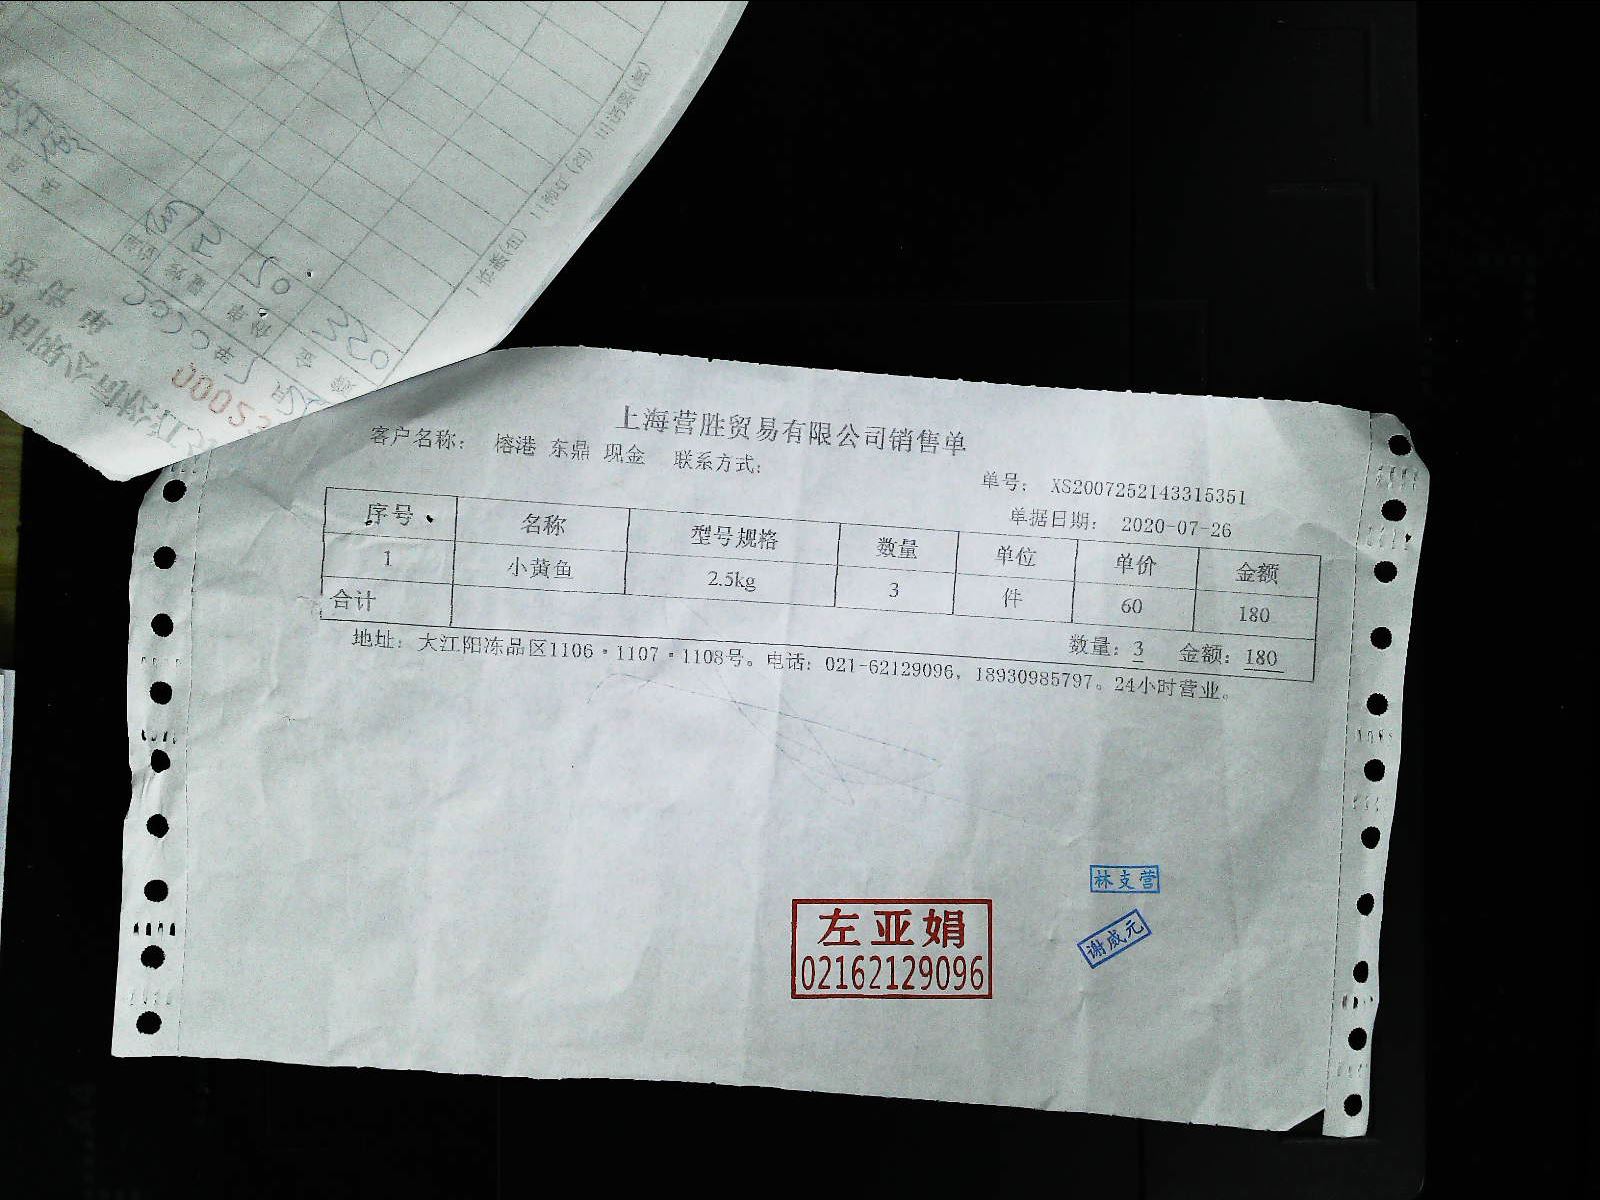 上海营胜贸易有限公司销售单
客户名称： 榕港 东鼎 现金 联系方式：
单号： XS2007252143315351
单据日期： 2020-07-26
序号 名称 型号规格 数量 单位 单价 金额
1 小黄鱼 2.5kg 3 件 60 180
合计 数量：3 金额：180
地址：大江阳冻品区1106·1107·1108号。电话：021-62129096，18930985797。24小时营业。
林支营
谢威元
左亚娟
02162129096